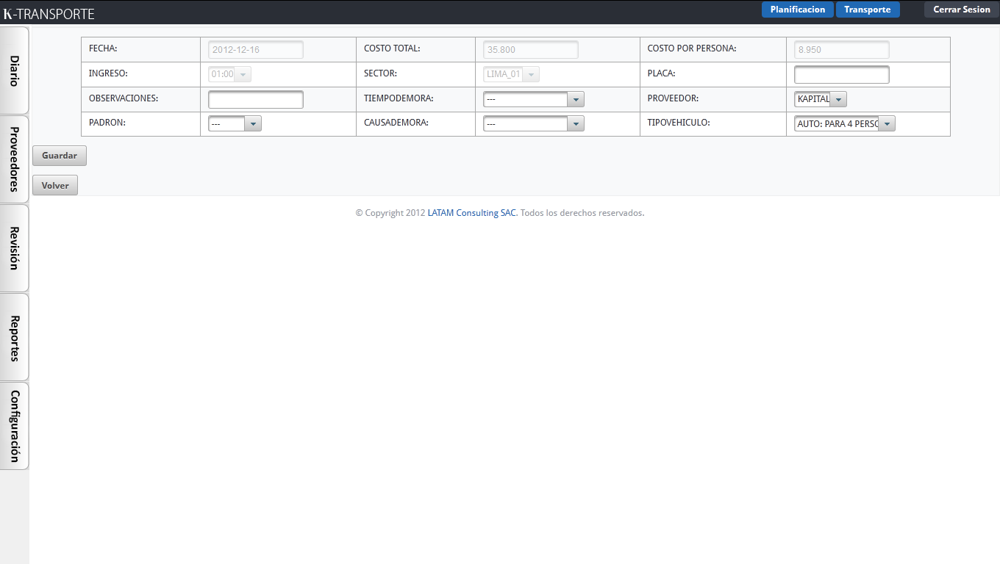 K-TRANSPORTE
Planificacion
Transporte
Cerrar Sesion
Diario
Proveedores
Revisión
Reportes
Configuración
FECHA: 2012-12-16 COSTO TOTAL: 35.800 COSTO POR PERSONA: 8.950
INGRESO: 01:00 SECTOR: LIMA_01 PLACA:
OBSERVACIONES: TIEMPODEMORA: --- PROVEEDOR: KAPITAL
PADRON: --- CAUSADEMORA: --- TIPOVEHICULO: AUTO: PARA 4 PERSO
Guardar
Volver
© Copyright 2012 LATAM Consulting SAC. Todos los derechos reservados.